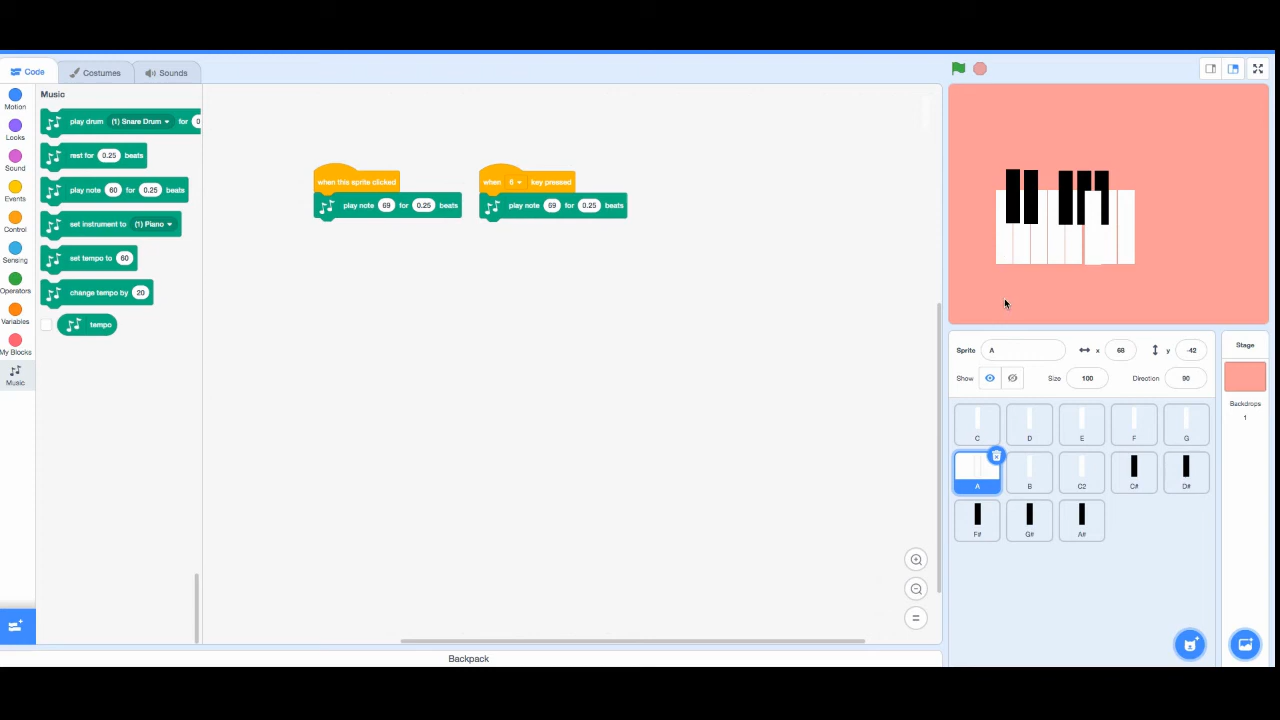 Code
Costumes
Sounds
Motion
Looks
Sound
Events
Control
Sensing
Operators
Variables
My Blocks
Music
Music
play drum (1) Snare Drum for 0
rest for 0.25 beats
play note 60 for 0.25 beats
set instrument to (1) Piano
set tempo to 60
change tempo by 20
tempo
when this sprite clicked
play note 69 for 0.25 beats
when 6 key pressed
play note 69 for 0.25 beats
Backpack
Sprite A x 68 y -42
Show Size 100 Direction 90
C D E F G
A B C2 C# D#
F# G# A#
Stage
Backdrops
1